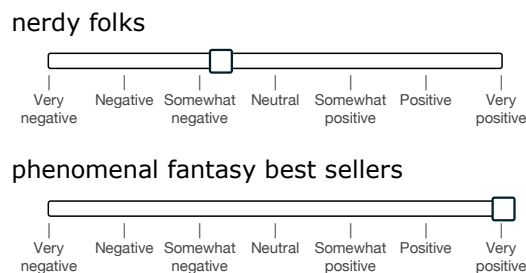 nerdy folks
Very negative
Negative
Somewhat negative
Neutral
Somewhat positive
Positive
Very positive
phenomenal fantasy best sellers
Very negative
Negative
Somewhat negative
Neutral
Somewhat positive
Positive
Very positive